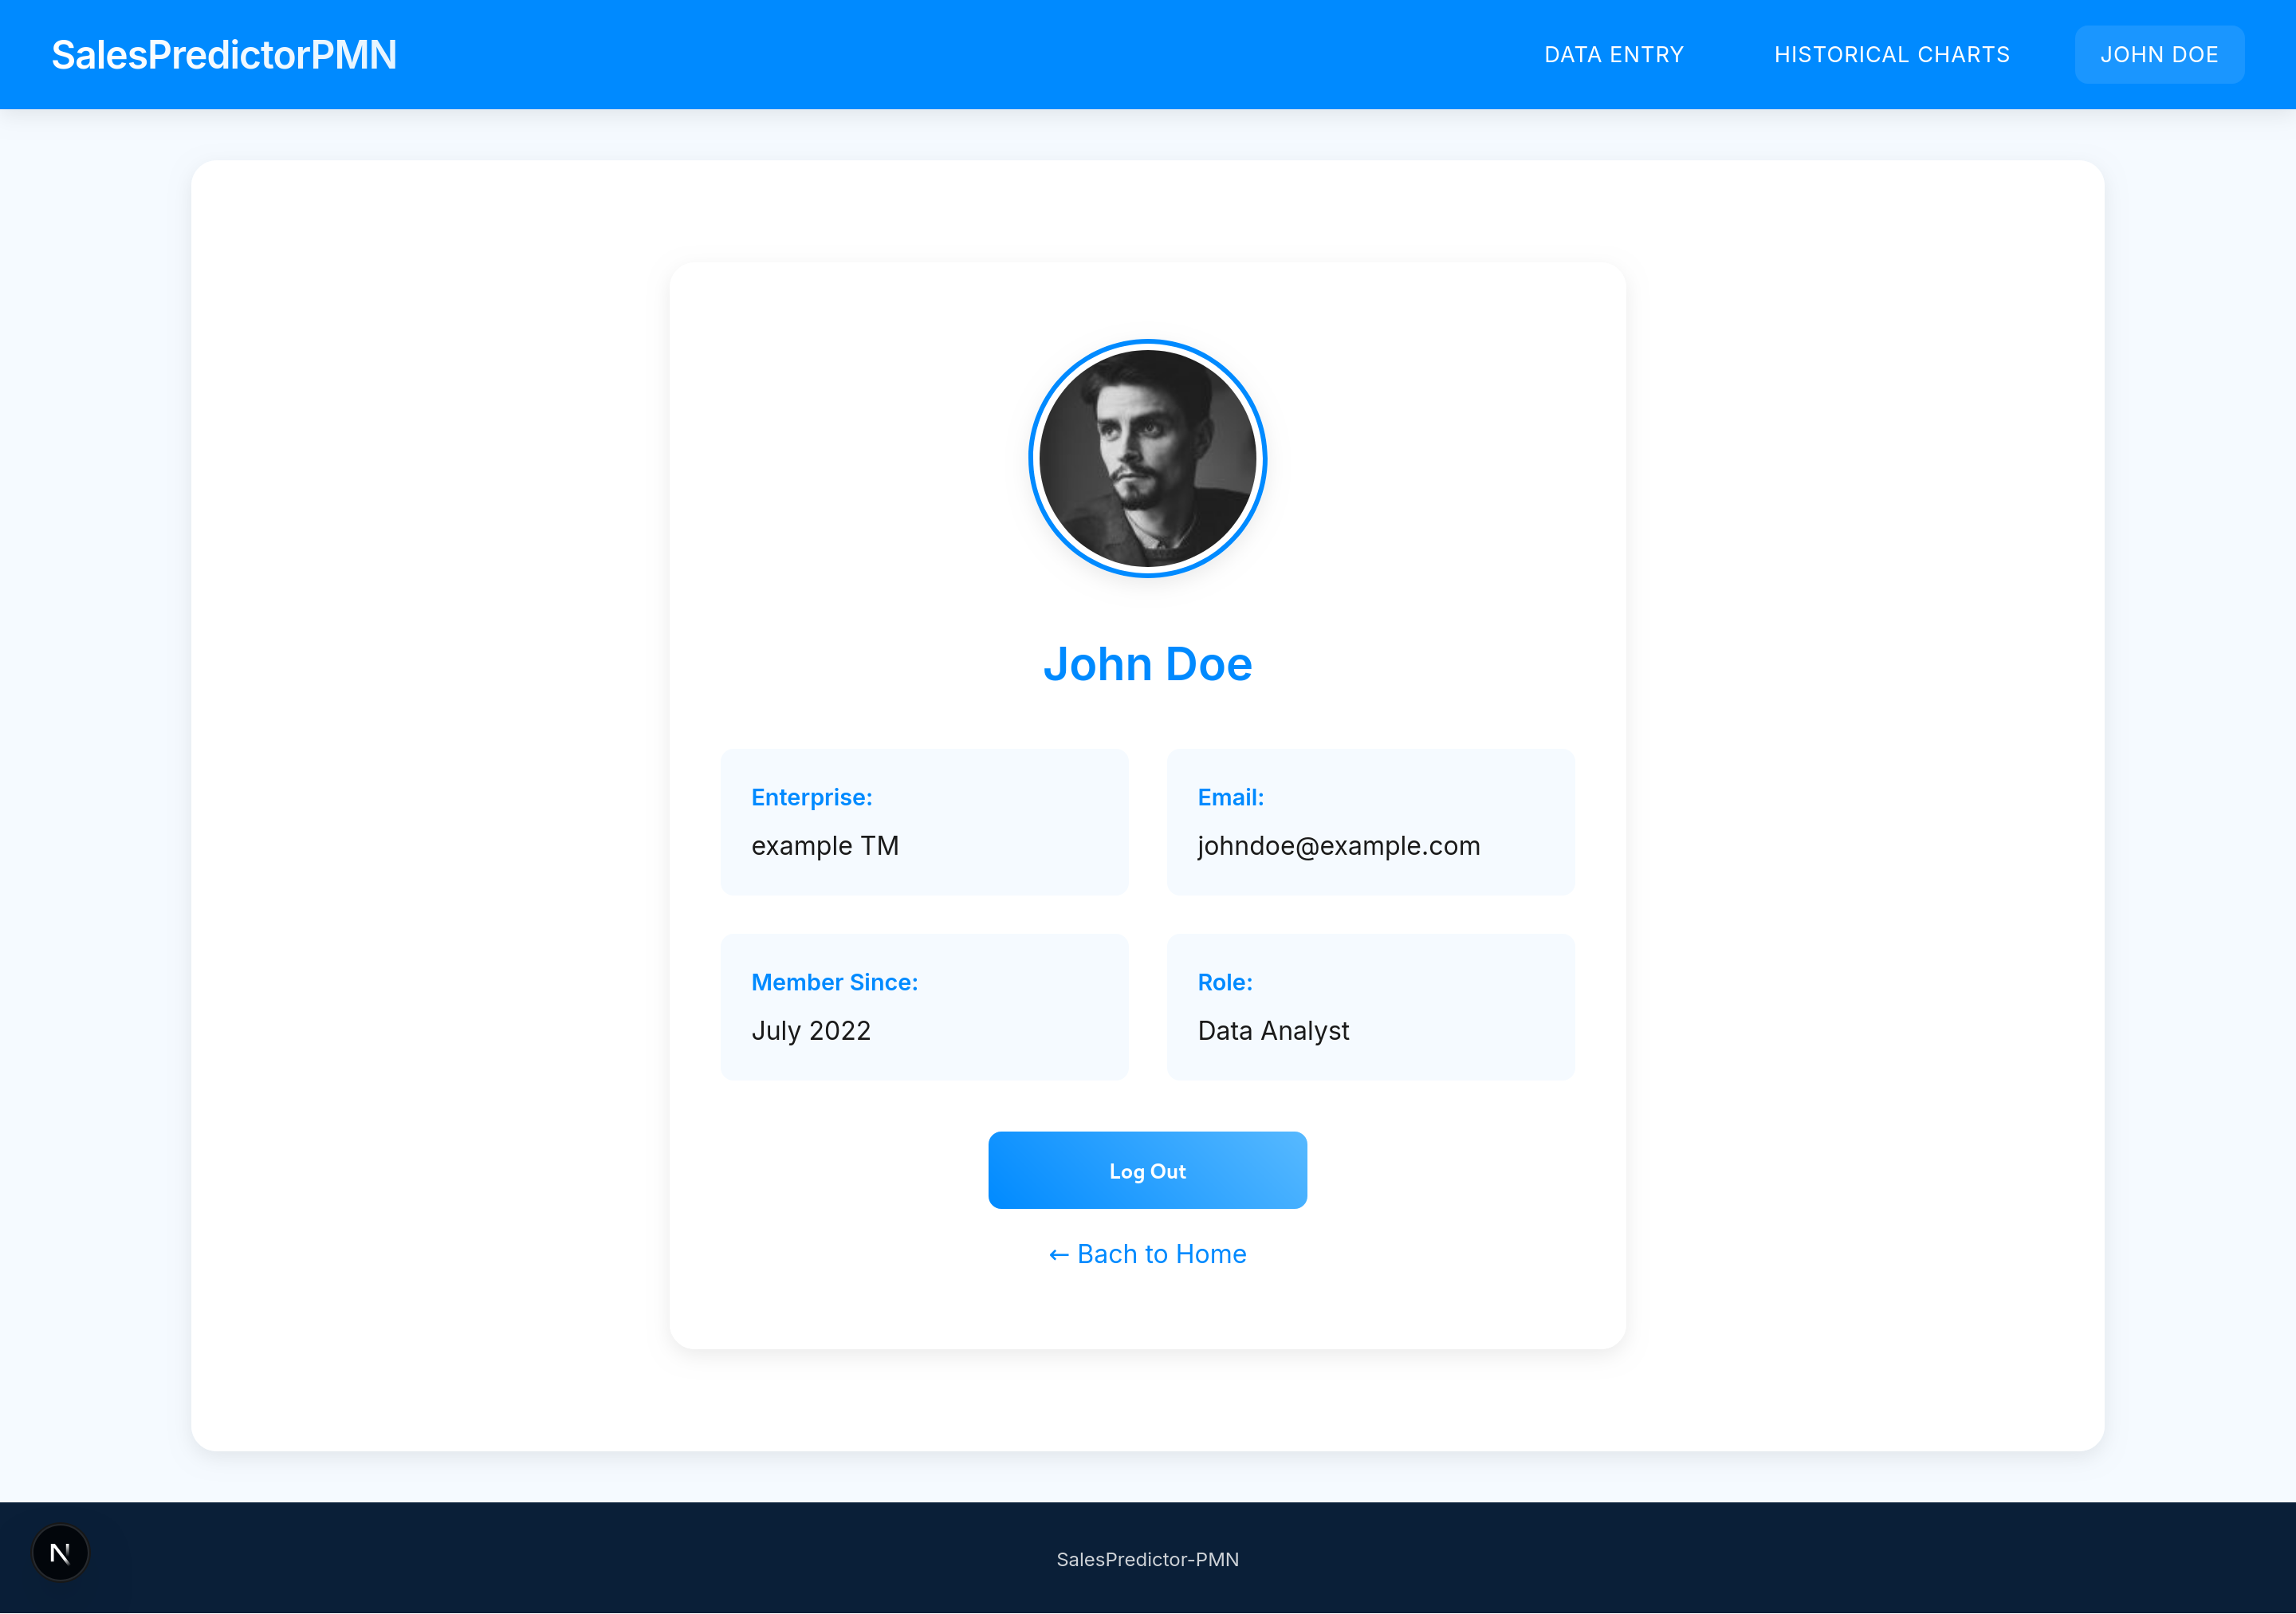 SalesPredictorPMN
DATA ENTRY
HISTORICAL CHARTS
JOHN DOE
John Doe
Enterprise:
example TM
Email:
johndoe@example.com
Member Since:
July 2022
Role:
Data Analyst
Log Out
← Bach to Home
N
SalesPredictor-PMN